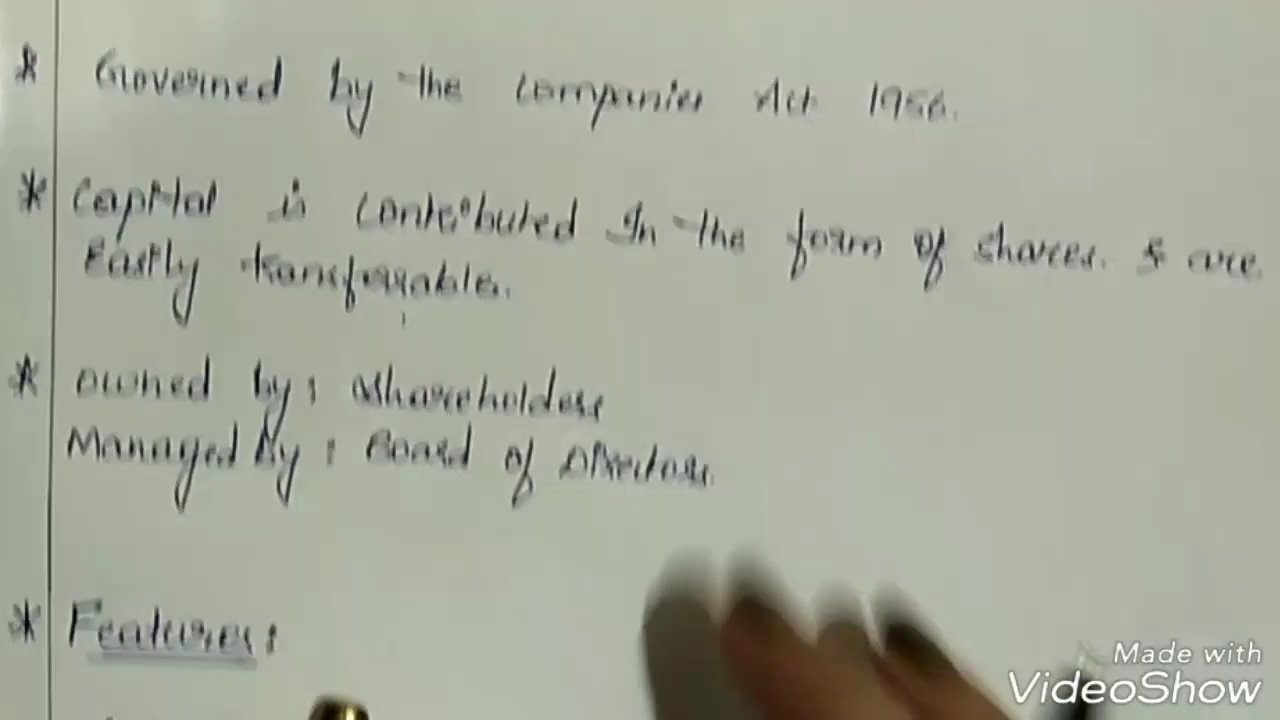 * Governed by the Companies Act 1956.
* Capital is contributed In the form of shares. & are
Easily transferrable.
* Owned by: Shareholders
Managed by: Board of Directors
* Features:
Made with
VideoShow